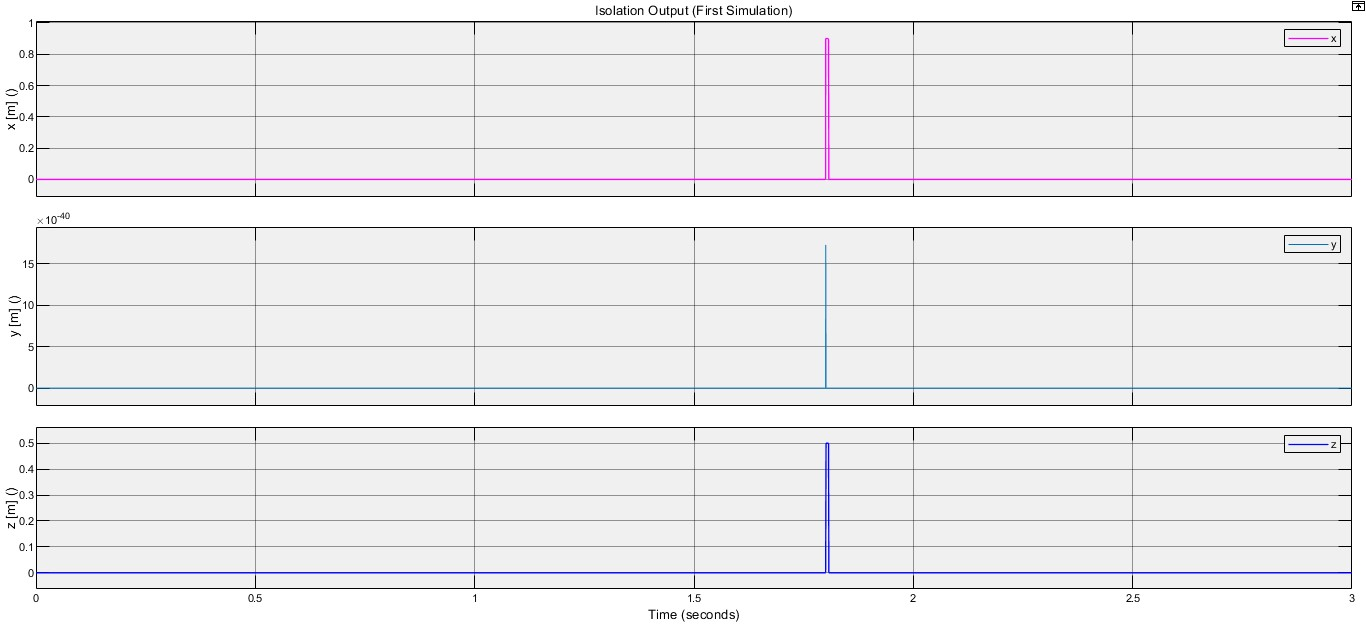 Isolation Output (First Simulation)
1
0.8
0.6
0.4
0.2
0
x [m] ()
x
×10-40
15
10
5
0
y [m] ()
y
0.5
0.4
0.3
0.2
0.1
0
z [m] ()
z
0 0.5 1 1.5 2 2.5 3
Time (seconds)